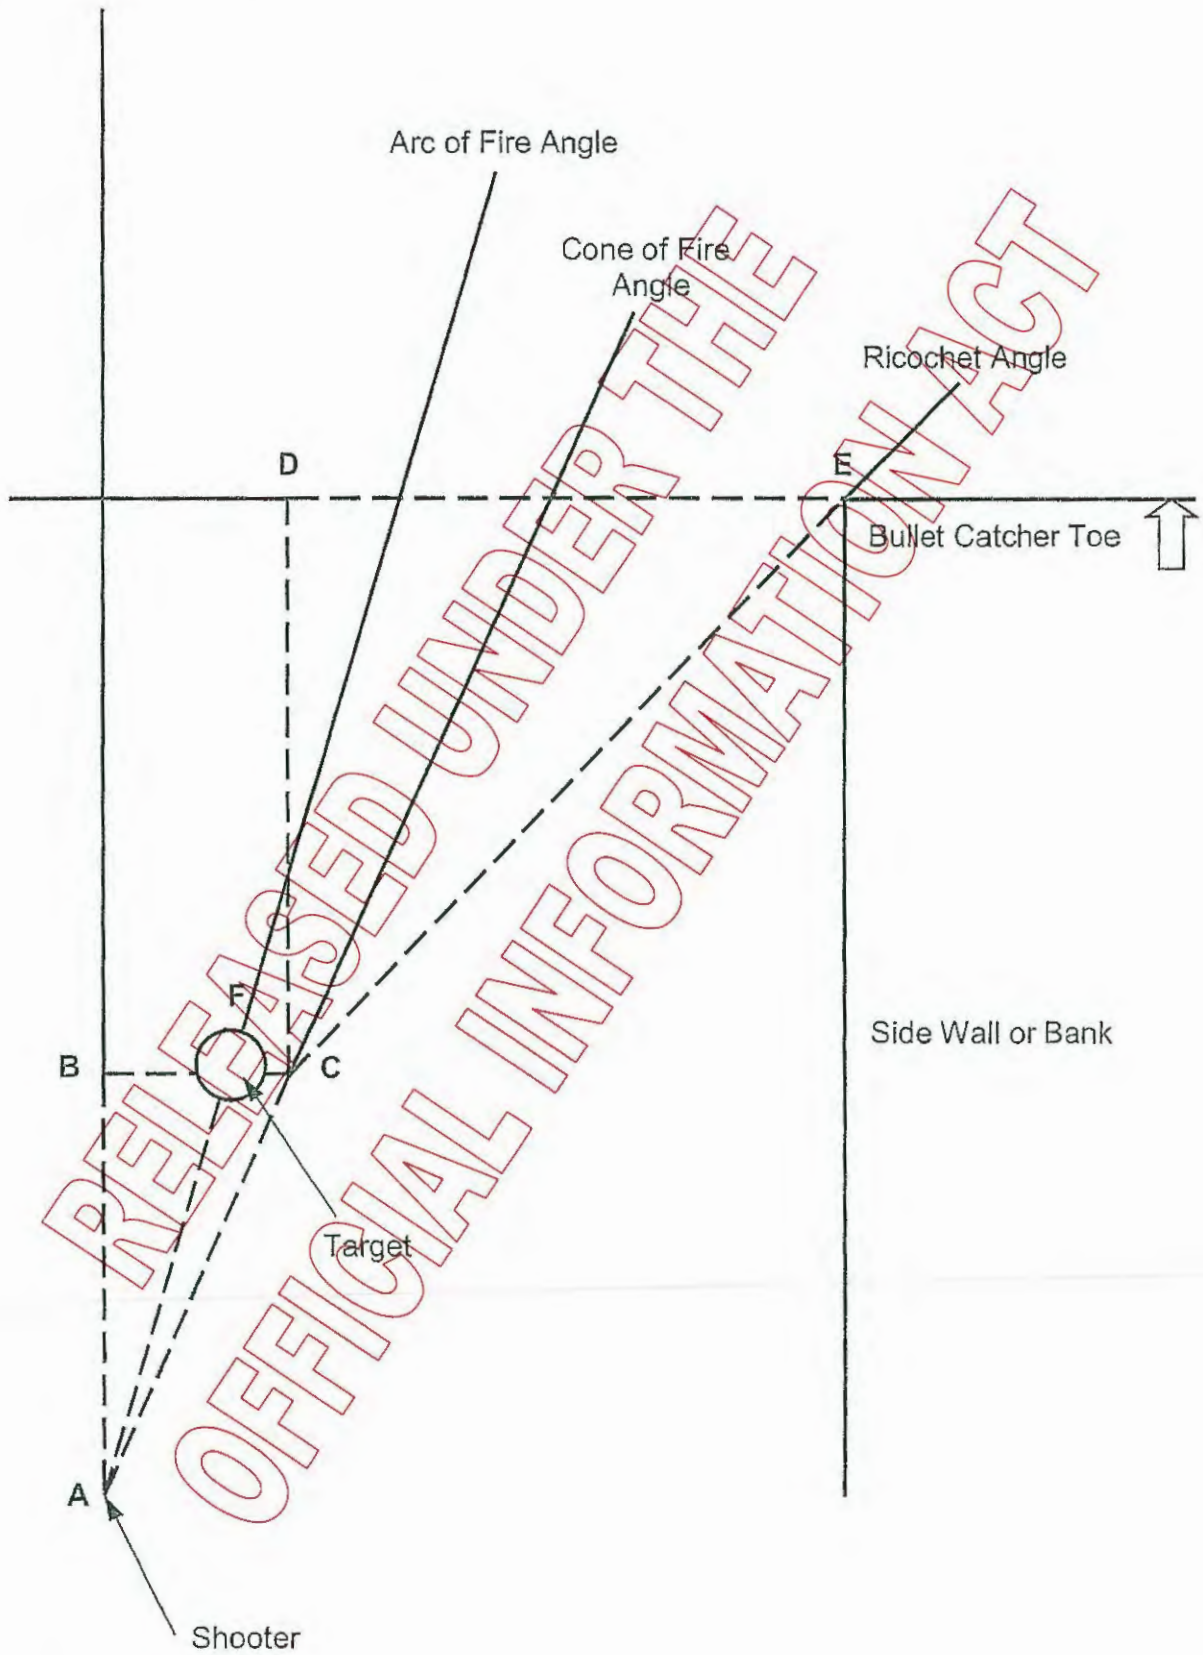 Arc of Fire Angle
Cone of Fire
Angle
Ricochet Angle
D
E
Bullet Catcher Toe
F
B
C
Side Wall or Bank
Target
A
Shooter
RELEASED UNDER THE
OFFICIAL INFORMATION ACT